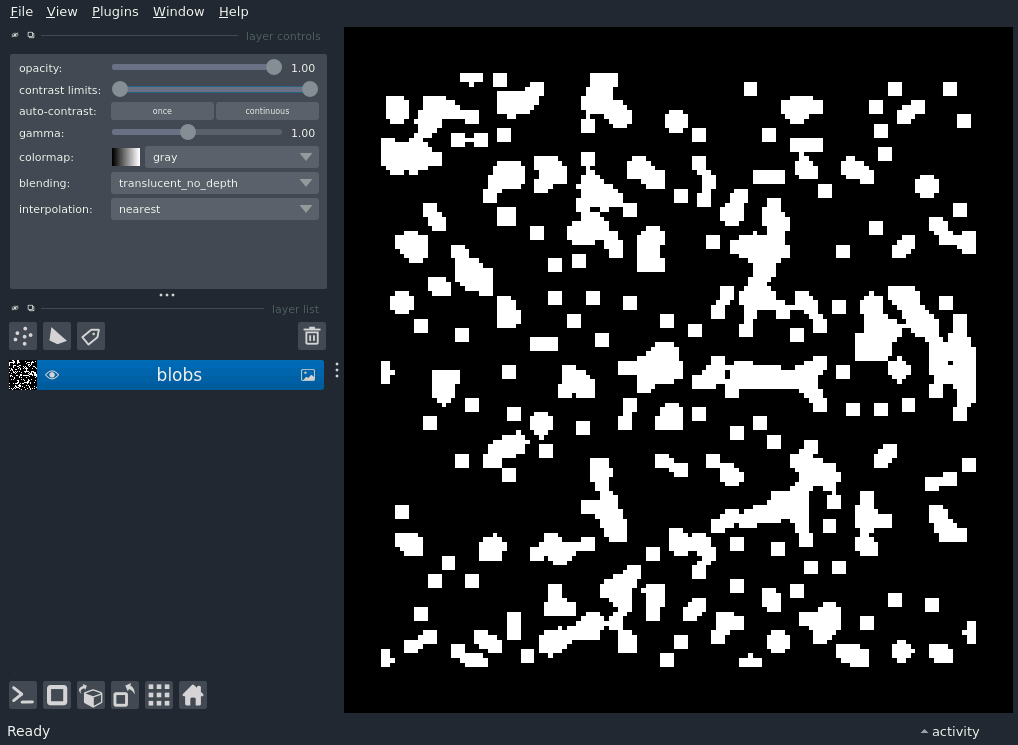 File View Plugins Window Help
layer controls
opacity: 1.00
contrast limits:
auto-contrast: once continuous
gamma: 1.00
colormap: gray
blending: translucent_no_depth
interpolation: nearest
layer list
blobs
Ready activity